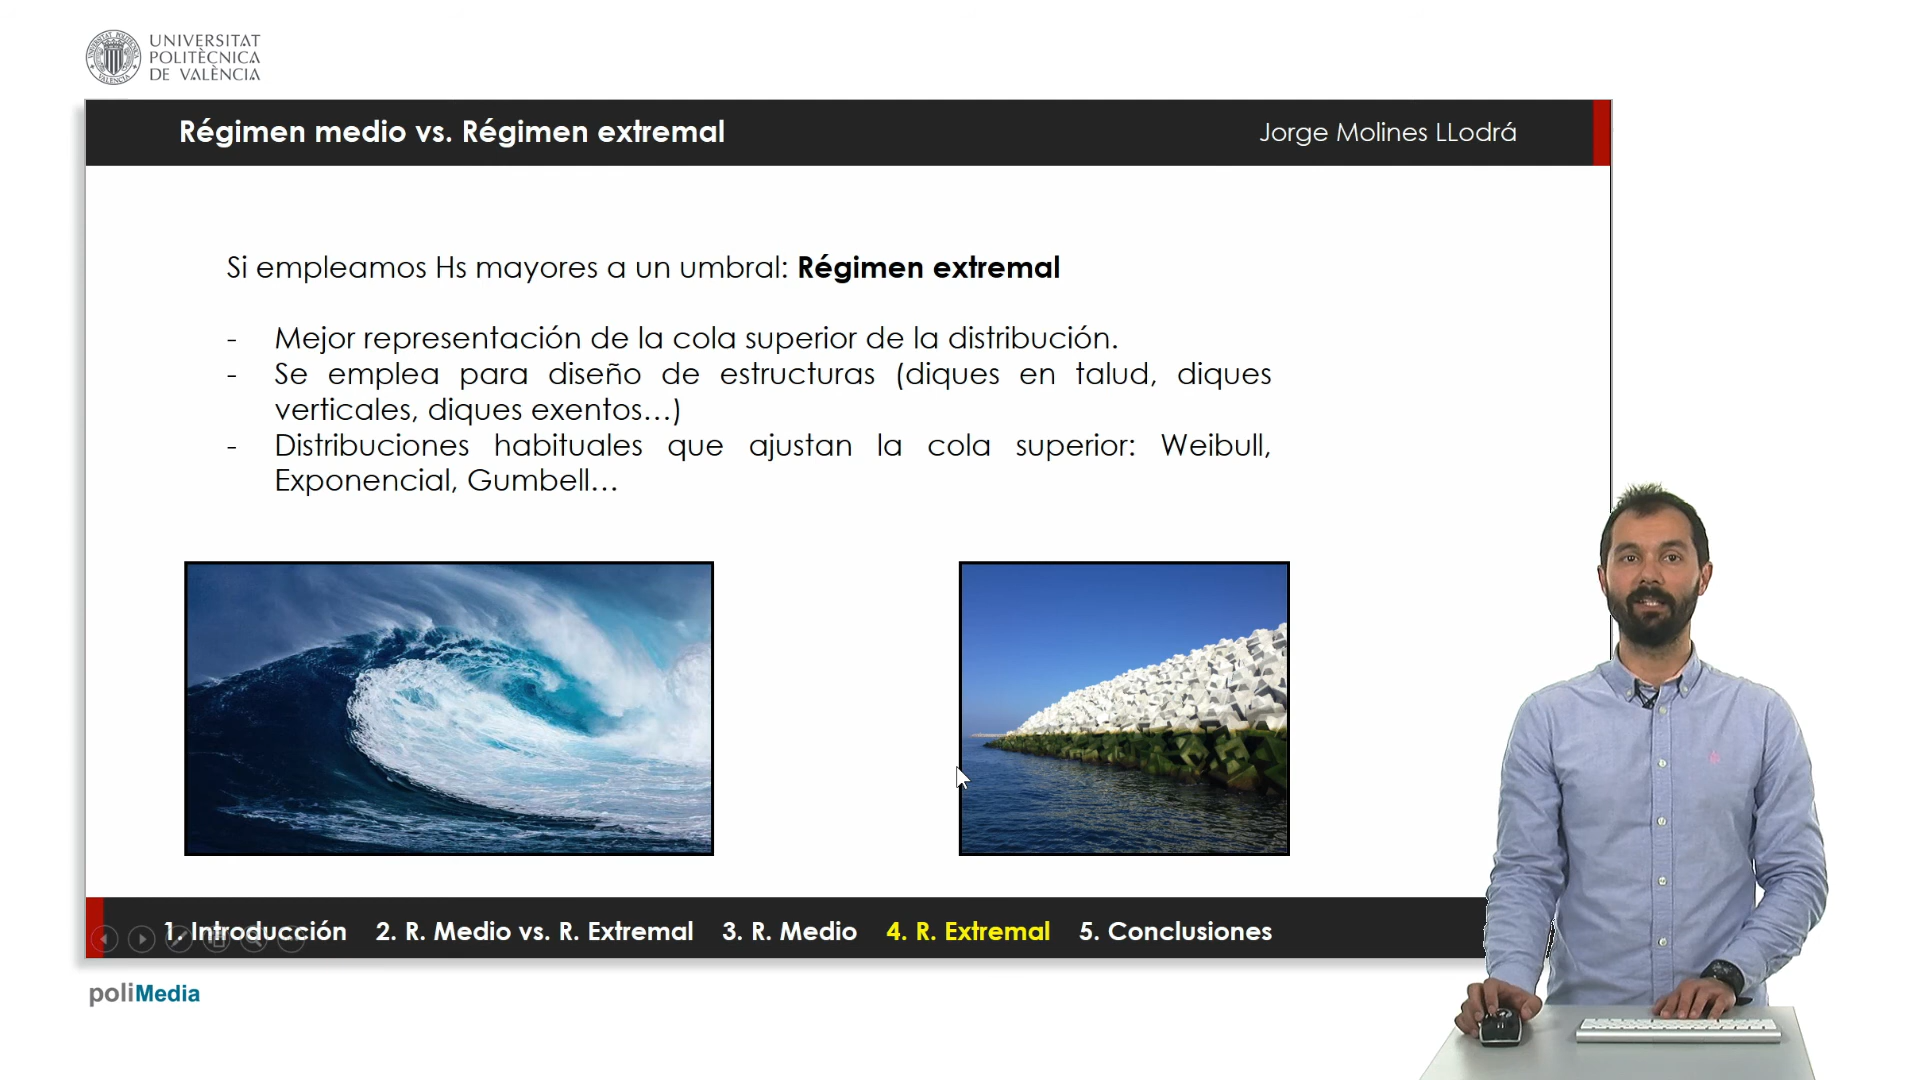 UNIVERSITAT
POLITÈCNICA
DE VALÈNCIA
Régimen medio vs. Régimen extremal
Jorge Molines LLodrá
Si empleamos Hs mayores a un umbral: Régimen extremal
- Mejor representación de la cola superior de la distribución.
- Se emplea para diseño de estructuras (diques en talud, diques
verticales, diques exentos…)
- Distribuciones habituales que ajustan la cola superior: Weibull,
Exponencial, Gumbell…
1. Introducción 2. R. Medio vs. R. Extremal 3. R. Medio 4. R. Extremal 5. Conclusiones
poliMedia